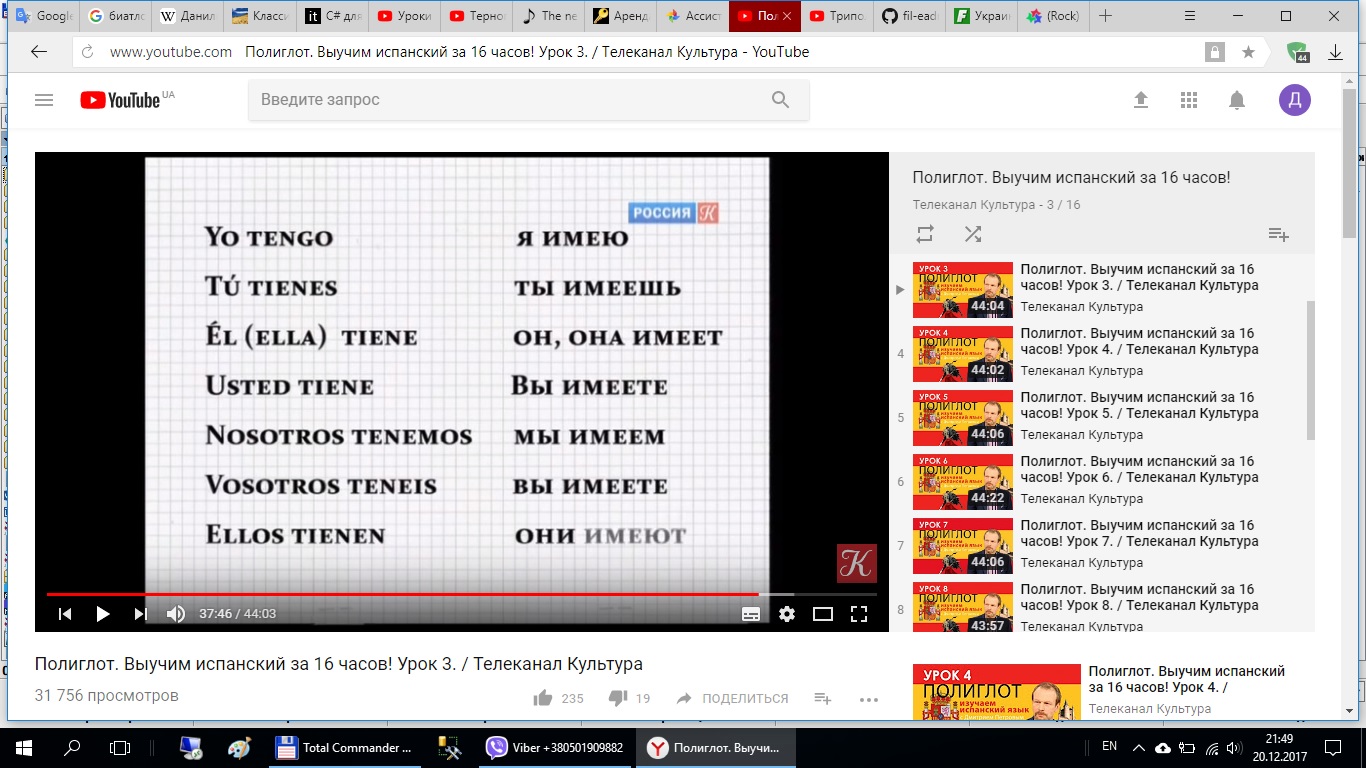 Google
биатло
Данил
Класси
C# для
Уроки
Терног
The ne
Аренд
Ассист
Пол
Трипо.
fil-ead
Украин
(Rock)
www.youtube.com Полиглот. Выучим испанский за 16 часов! Урок 3. / Телеканал Культура - YouTube
44
YouTube UA
Введите запрос
Д
РОССИЯ К
YO TENGO Я ИМЕЮ
TÚ TIENES ТЫ ИМЕЕШЬ
ÉL (ELLA) TIENE ОН, ОНА ИМЕЕТ
USTED TIENE ВЫ ИМЕЕТЕ
NOSOTROS TENEMOS МЫ ИМЕЕМ
VOSOTROS TENEIS ВЫ ИМЕЕТЕ
ELLOS TIENEN ОНИ ИМЕЮТ
К
37:46 / 44:03
Полиглот. Выучим испанский за 16 часов! Урок 3. / Телеканал Культура
31 756 просмотров
235
19
ПОДЕЛИТЬСЯ
Полиглот. Выучим испанский за 16 часов!
Телеканал Культура - 3 / 16
УРОК 3
ПОЛИГЛОТ
44:04
Полиглот. Выучим испанский за 16
часов! Урок 3. / Телеканал Культура
Телеканал Культура
4
УРОК 4
ПОЛИГЛОТ
44:02
Полиглот. Выучим испанский за 16
часов! Урок 4. / Телеканал Культура
Телеканал Культура
5
УРОК 5
ПОЛИГЛОТ
44:06
Полиглот. Выучим испанский за 16
часов! Урок 5. / Телеканал Культура
Телеканал Культура
6
УРОК 6
ПОЛИГЛОТ
44:22
Полиглот. Выучим испанский за 16
часов! Урок 6. / Телеканал Культура
Телеканал Культура
7
УРОК 7
ПОЛИГЛОТ
44:06
Полиглот. Выучим испанский за 16
часов! Урок 7. / Телеканал Культура
Телеканал Культура
8
УРОК 8
ПОЛИГЛОТ
43:57
Полиглот. Выучим испанский за 16
часов! Урок 8. / Телеканал Культура
Телеканал Культура
УРОК 4
ПОЛИГЛОТ
изучаем
испанский язык
Полиглот. Выучим испанский
за 16 часов! Урок 4. /
Телеканал Культура
Total Commander ...
Viber +380501909882
Полиглот. Выучи...
EN
21:49
20.12.2017